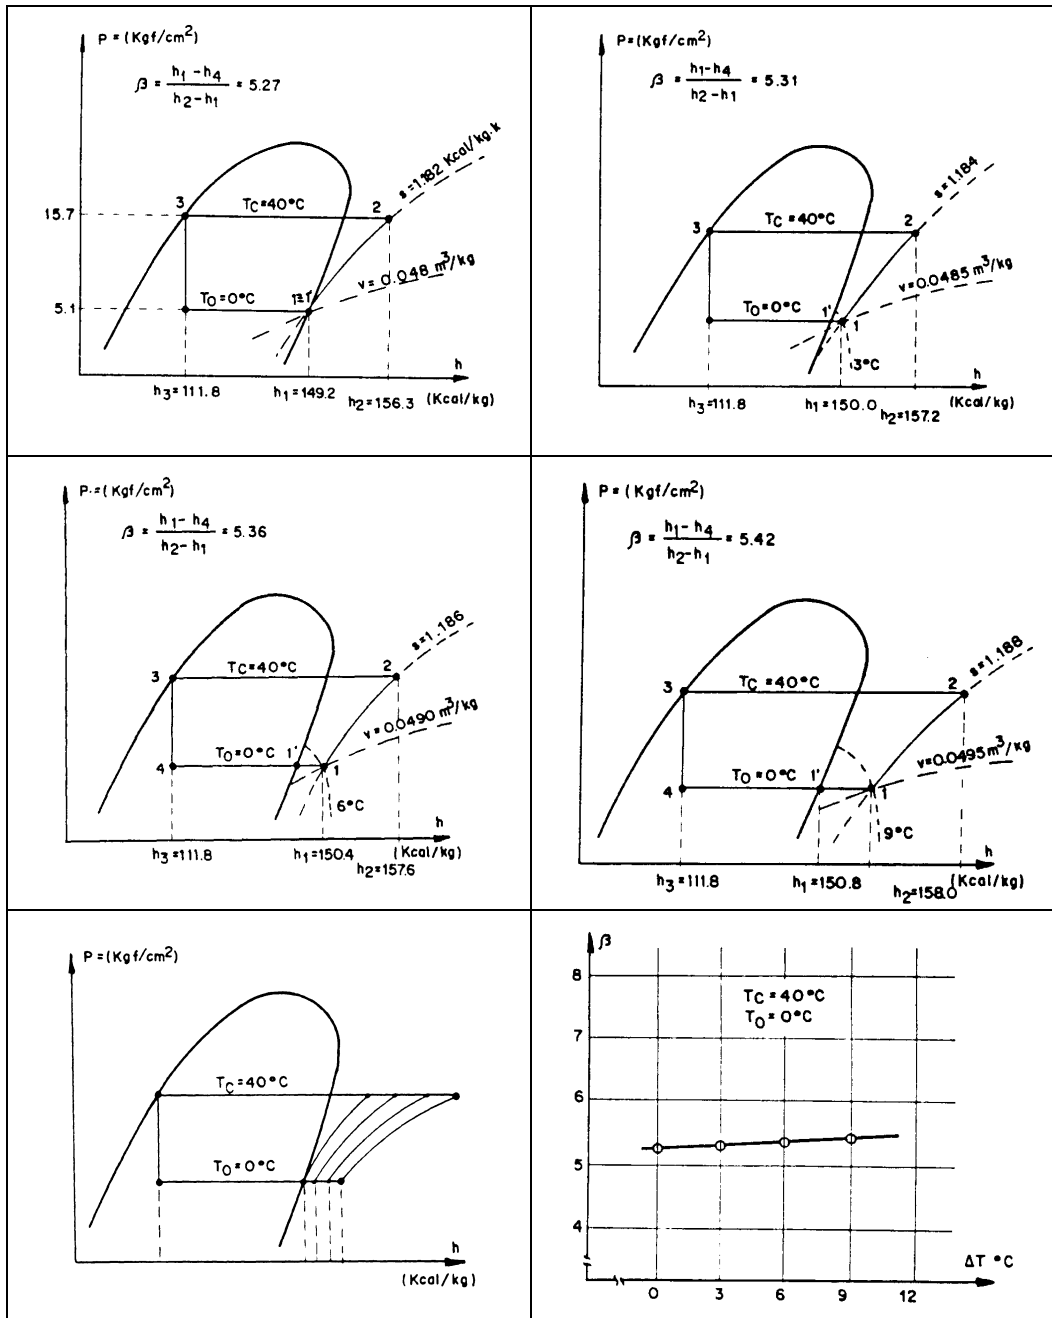 P=(Kgf/cm²)
β = h₁-h₄ / h₂-h₁ = 5.27
s=1.182 Kcal/kg.k
3
Tc=40°C
2
15.7
v=0.048 m³/kg
To=0°C
1≡1'
5.1
h
h₃=111.8
h₁=149.2
h₂=156.3
(Kcal/kg)
P=(Kgf/cm²)
β = h₁-h₄ / h₂-h₁ = 5.31
s=1.184
3
Tc=40°C
2
v=0.0485m³/kg
To=0°C
1'
1
3°C
h
h₃=111.8
h₁=150.0
h₂=157.2
(Kcal/kg)
P.=(Kgf/cm²)
β = h₁-h₄ / h₂-h₁ = 5.36
s=1.186
3
Tc=40°C
2
v=0.0490 m³/kg
4
To=0°C
1'
1
6°C
h
h₃=111.8
h₁=150.4
(Kcal/kg)
h₂=157.6
P=(Kgf/cm²)
β = h₁-h₄ / h₂-h₁ = 5.42
s=1.188
3
Tc=40°C
2
v=0.0495m³/kg
4
To=0°C
1'
1
9°C
h
h₃=111.8
h₁=150.8
h₂=158.0
(Kcal/kg)
P=(Kgf/cm²)
Tc=40°C
To=0°C
h
(Kcal/kg)
β
8
Tc=40°C
To=0°C
7
6
5
4
ΔT °C
0 3 6 9 12